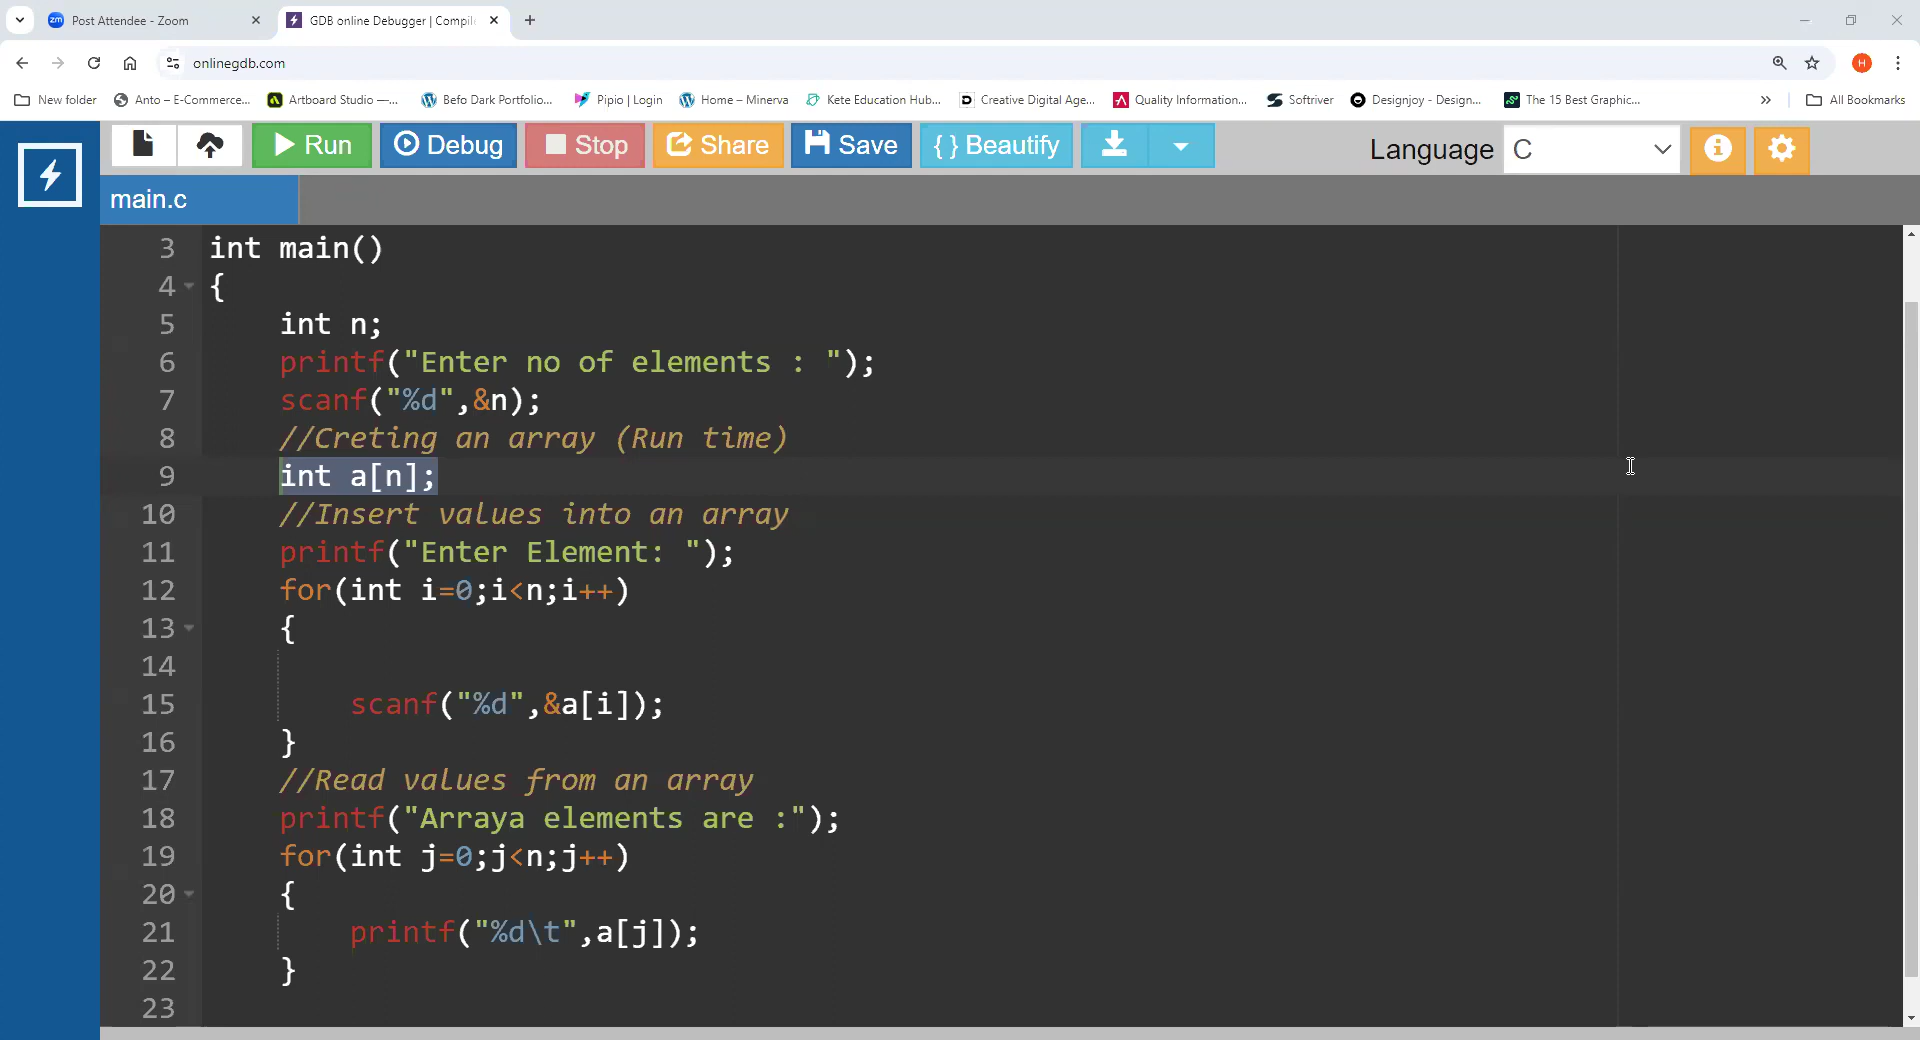 zm Post Attendee - Zoom
GDB online Debugger | Compil
onlinegdb.com
H
New folder
Anto – E-Commerce...
Artboard Studio —...
Befo Dark Portfolio...
Pipio | Login
Home – Minerva
Kete Education Hub...
Creative Digital Age...
Quality Information...
Softriver
Designjoy - Design...
The 15 Best Graphic...
»
All Bookmarks
Run
Debug
Stop
Share
Save
{ } Beautify
Language C
main.c
3 int main()
4 {
5 int n;
6 printf("Enter no of elements : ");
7 scanf("%d",&n);
8 //Creting an array (Run time)
9 int a[n];
10 //Insert values into an array
11 printf("Enter Element: ");
12 for(int i=0;i<n;i++)
13 {
14
15 scanf("%d",&a[i]);
16 }
17 //Read values from an array
18 printf("Arraya elements are :");
19 for(int j=0;j<n;j++)
20 {
21 printf("%d\t",a[j]);
22 }
23